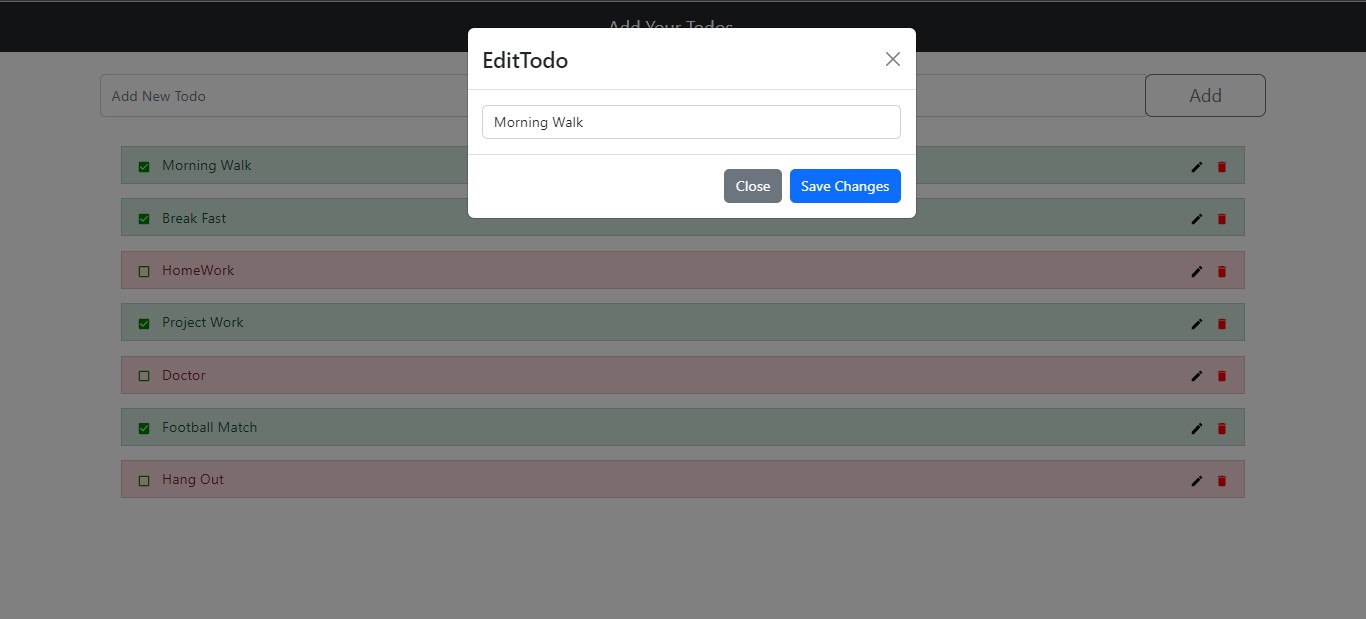 Add Your Todos
EditTodo
Morning Walk
Close Save Changes
Add New Todo Add
Morning Walk
Break Fast
HomeWork
Project Work
Doctor
Football Match
Hang Out